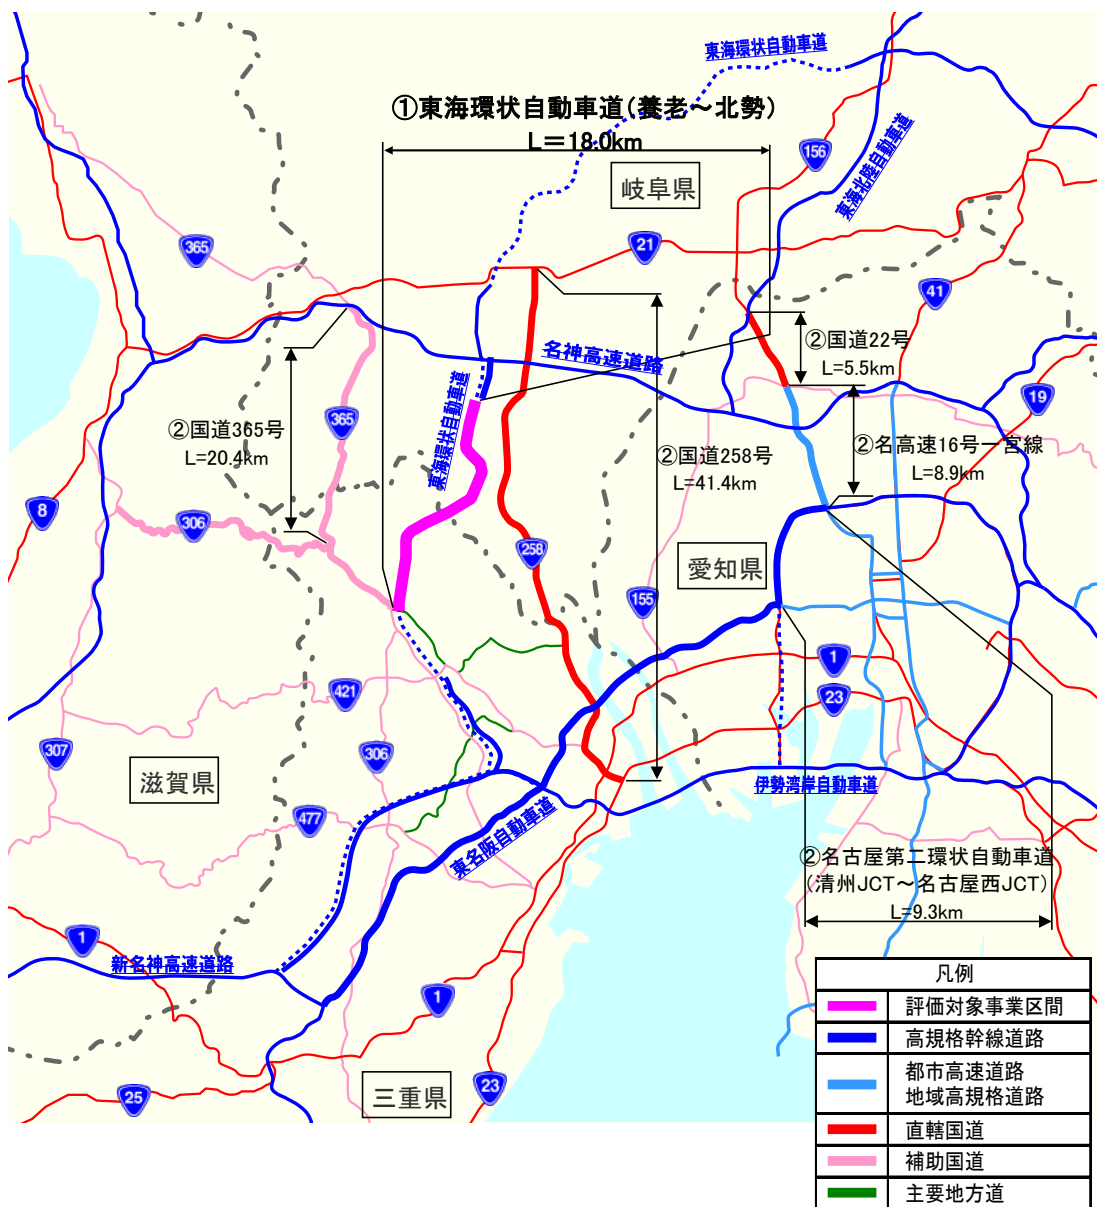 東海環状自動車道
①東海環状自動車道(養老～北勢)
L=18.0km
156
東海北陸自動車道
岐阜県
365
21
41
②国道22号
L=5.5km
名神高速道路
19
東海環状自動車道
365
②国道365号
L=20.4km
②国道258号
L=41.4km
②名高速16号一宮線
L=8.9km
8
306
258
愛知県
155
1
421
23
307
306
滋賀県
伊勢湾岸自動車道
477
東名阪自動車道
②名古屋第二環状自動車道
(清州JCT～名古屋西JCT)
L=9.3km
1
新名神高速道路
1
25
三重県
23
凡例
評価対象事業区間
高規格幹線道路
都市高速道路
地域高規格道路
直轄国道
補助国道
主要地方道